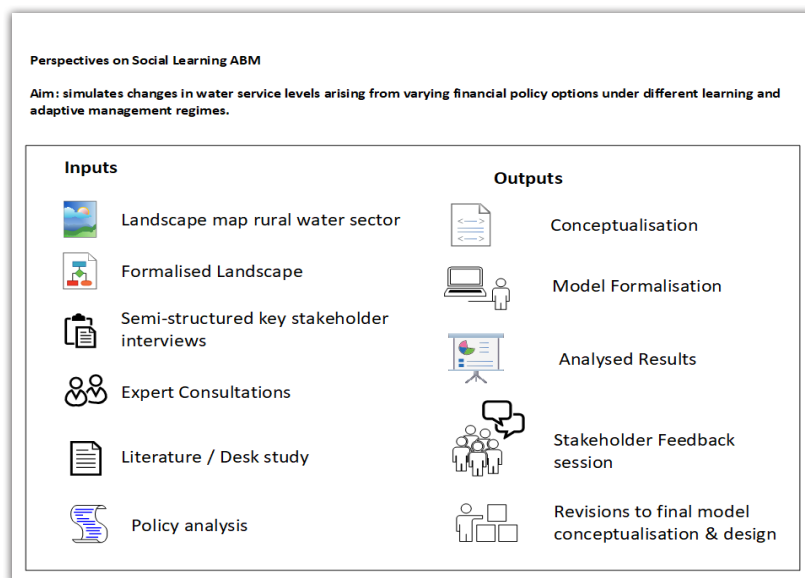 Perspectives on Social Learning ABM
Aim: simulates changes in water service levels arising from varying financial policy options under different learning and
adaptive management regimes.
Inputs
Landscape map rural water sector
Formalised Landscape
Semi-structured key stakeholder
interviews
Expert Consultations
Literature / Desk study
Policy analysis
Outputs
Conceptualisation
Model Formalisation
Analysed Results
Stakeholder Feedback
session
Revisions to final model
conceptualisation & design